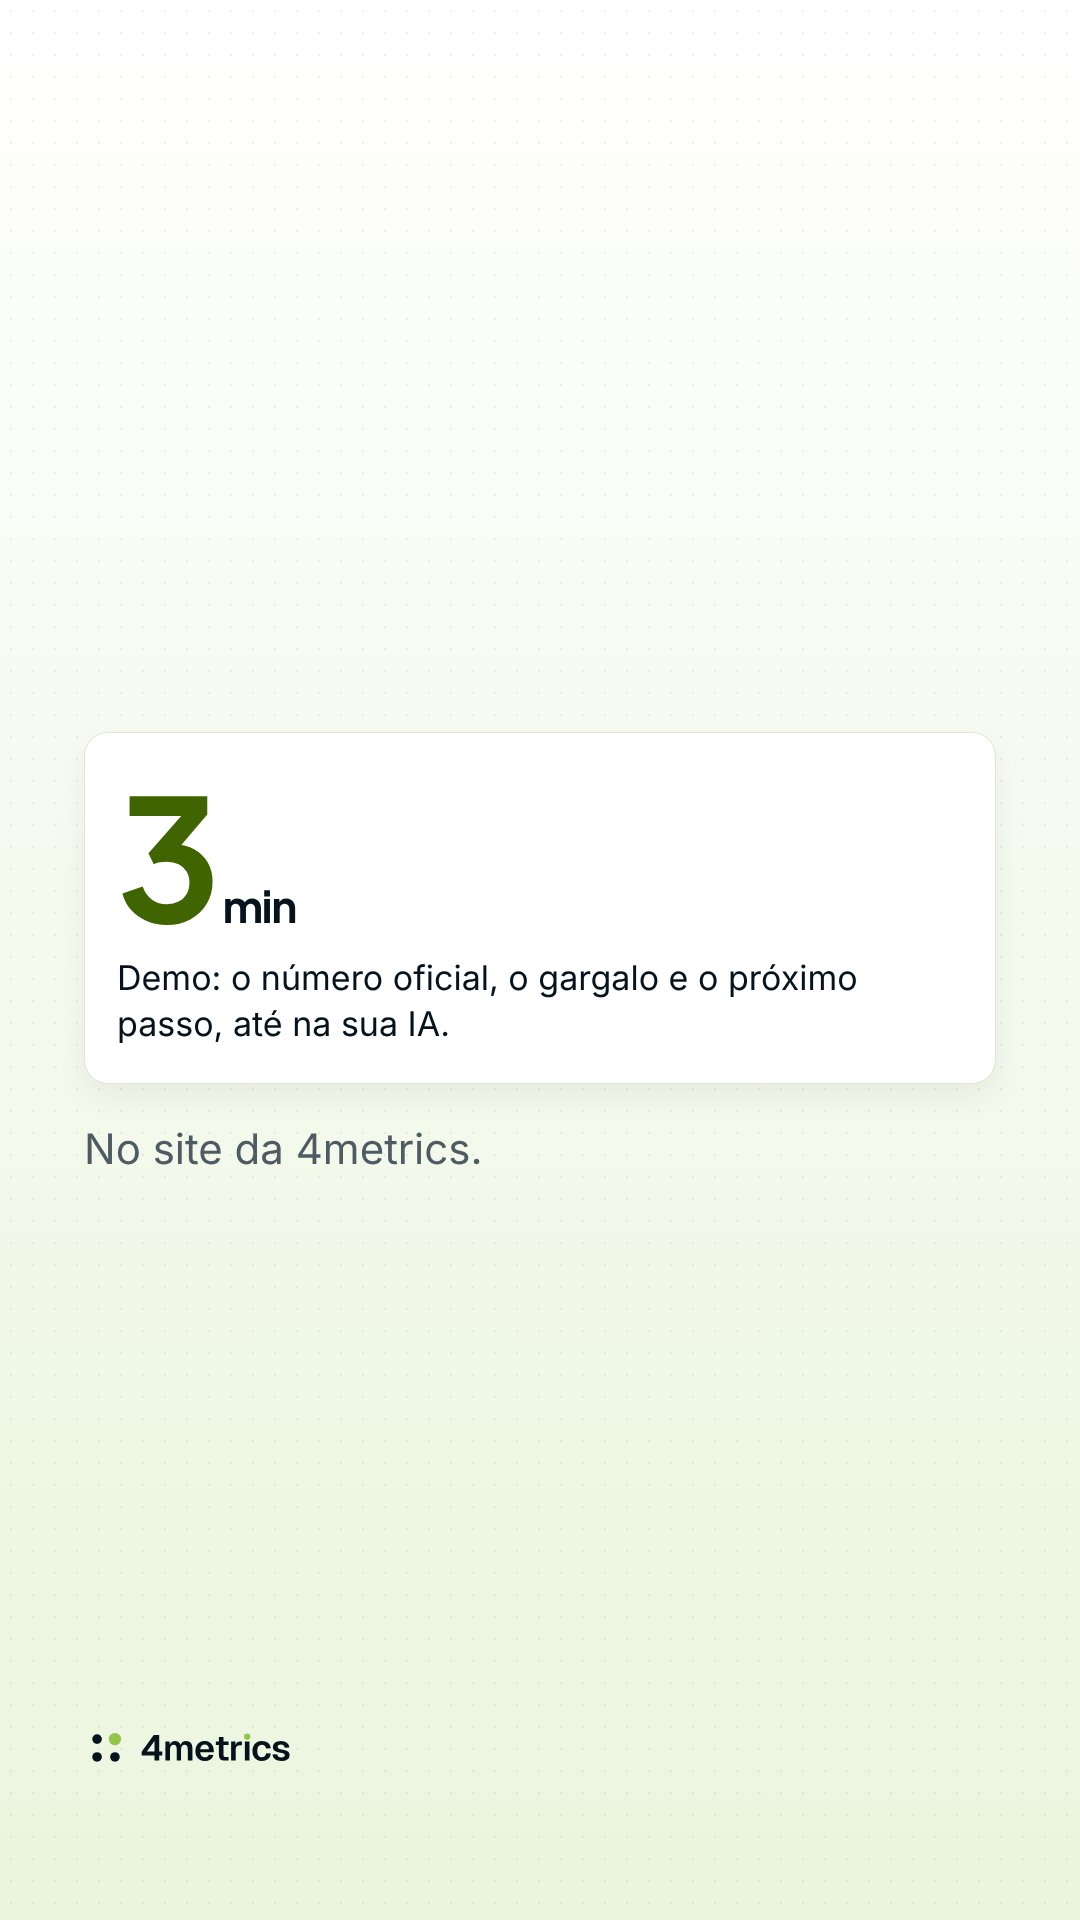 3 min
Demo: o número oficial, o gargalo e o próximo
passo, até na sua IA.
No site da 4metrics.
4metrics